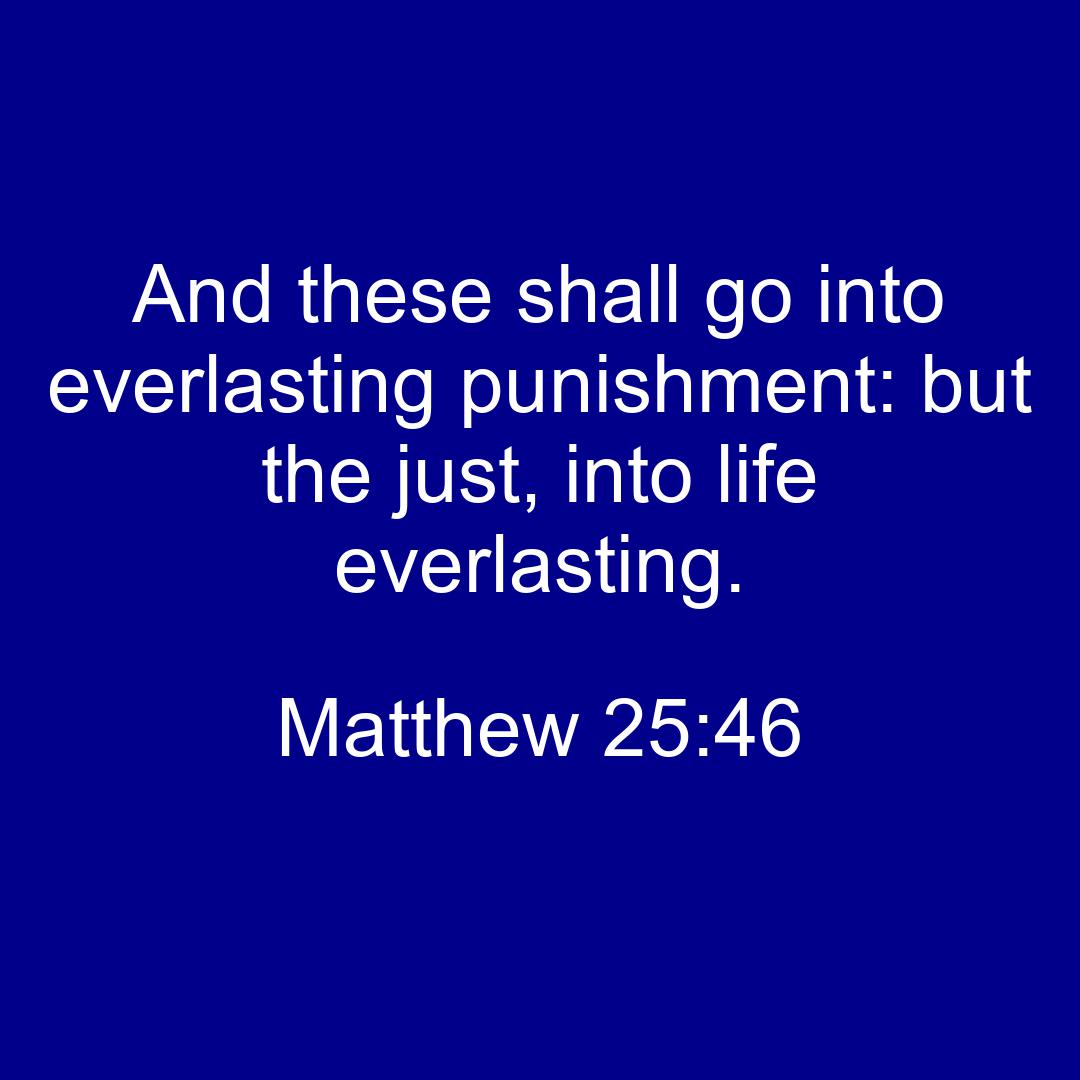 And these shall go into
everlasting punishment: but
the just, into life
everlasting.
Matthew 25:46